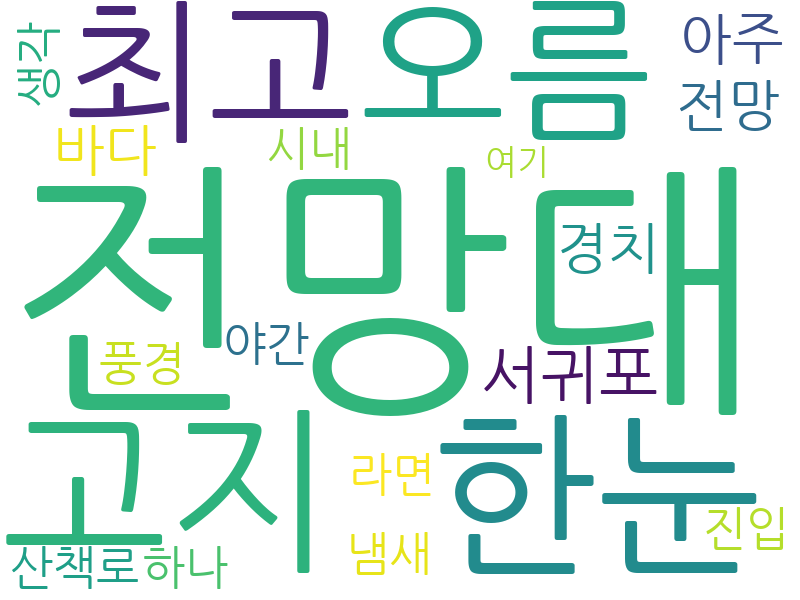 생각 최고 오름 아주
전망
바다 시내 여기
전망대
경치
풍경 야간 서귀포
고지 한눈
라면
진입
냄새
산책로 하나